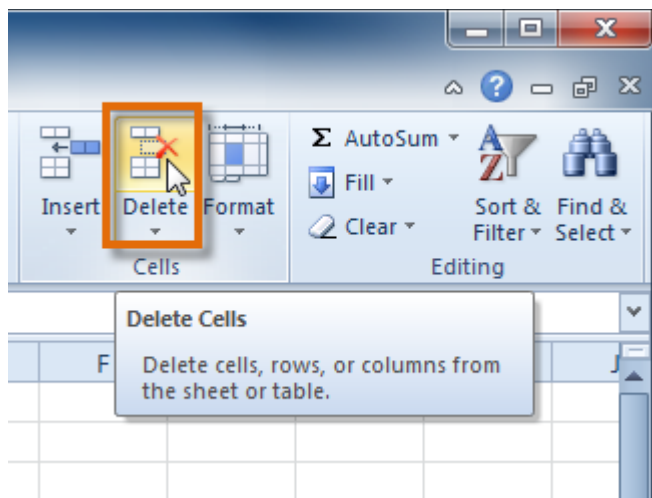 Σ AutoSum
Fill
Clear
Insert Delete Format
A
Z
Sort &
Filter
Find &
Select
Cells
Editing
Delete Cells
Delete cells, rows, or columns from
the sheet or table.
F
J